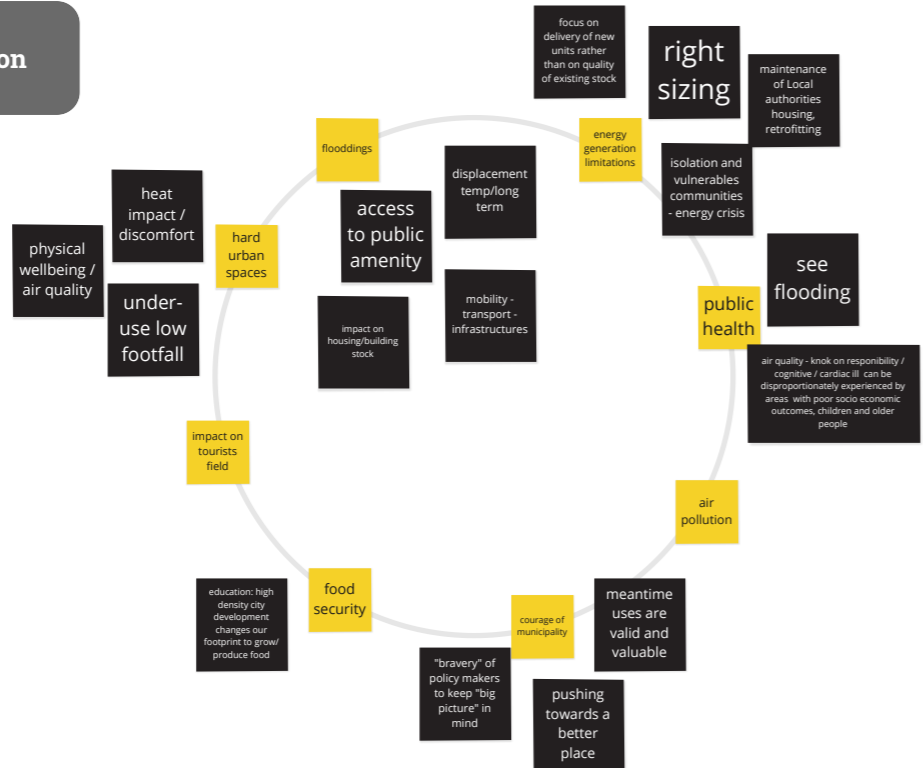 on
focus on
delivery of new
units rather
than on quality
of existing stock
right
sizing
maintenance
of Local
authorities
housing,
retrofitting
flooddings
energy
generation
limitations
displacement
temp/long
term
isolation and
vulnerables
communities
- energy crisis
heat
impact /
discomfort
access
to public
amenity
physical
wellbeing /
air quality
hard
urban
spaces
see
flooding
under-
use low
footfall
mobility -
transport -
infrastructures
public
health
impact on
housing/building
stock
air quality - knok on responibility /
cognitive / cardiac ill can be
disproportionately experienced by
areas with poor socio economic
outcomes, children and older
people
impact on
tourists
field
air
pollution
education: high
density city
development
changes our
footprint to grow/
produce food
food
security
courage of
municipality
meantime
uses are
valid and
valuable
"bravery" of
policy makers
to keep "big
picture" in
mind
pushing
towards a
better
place